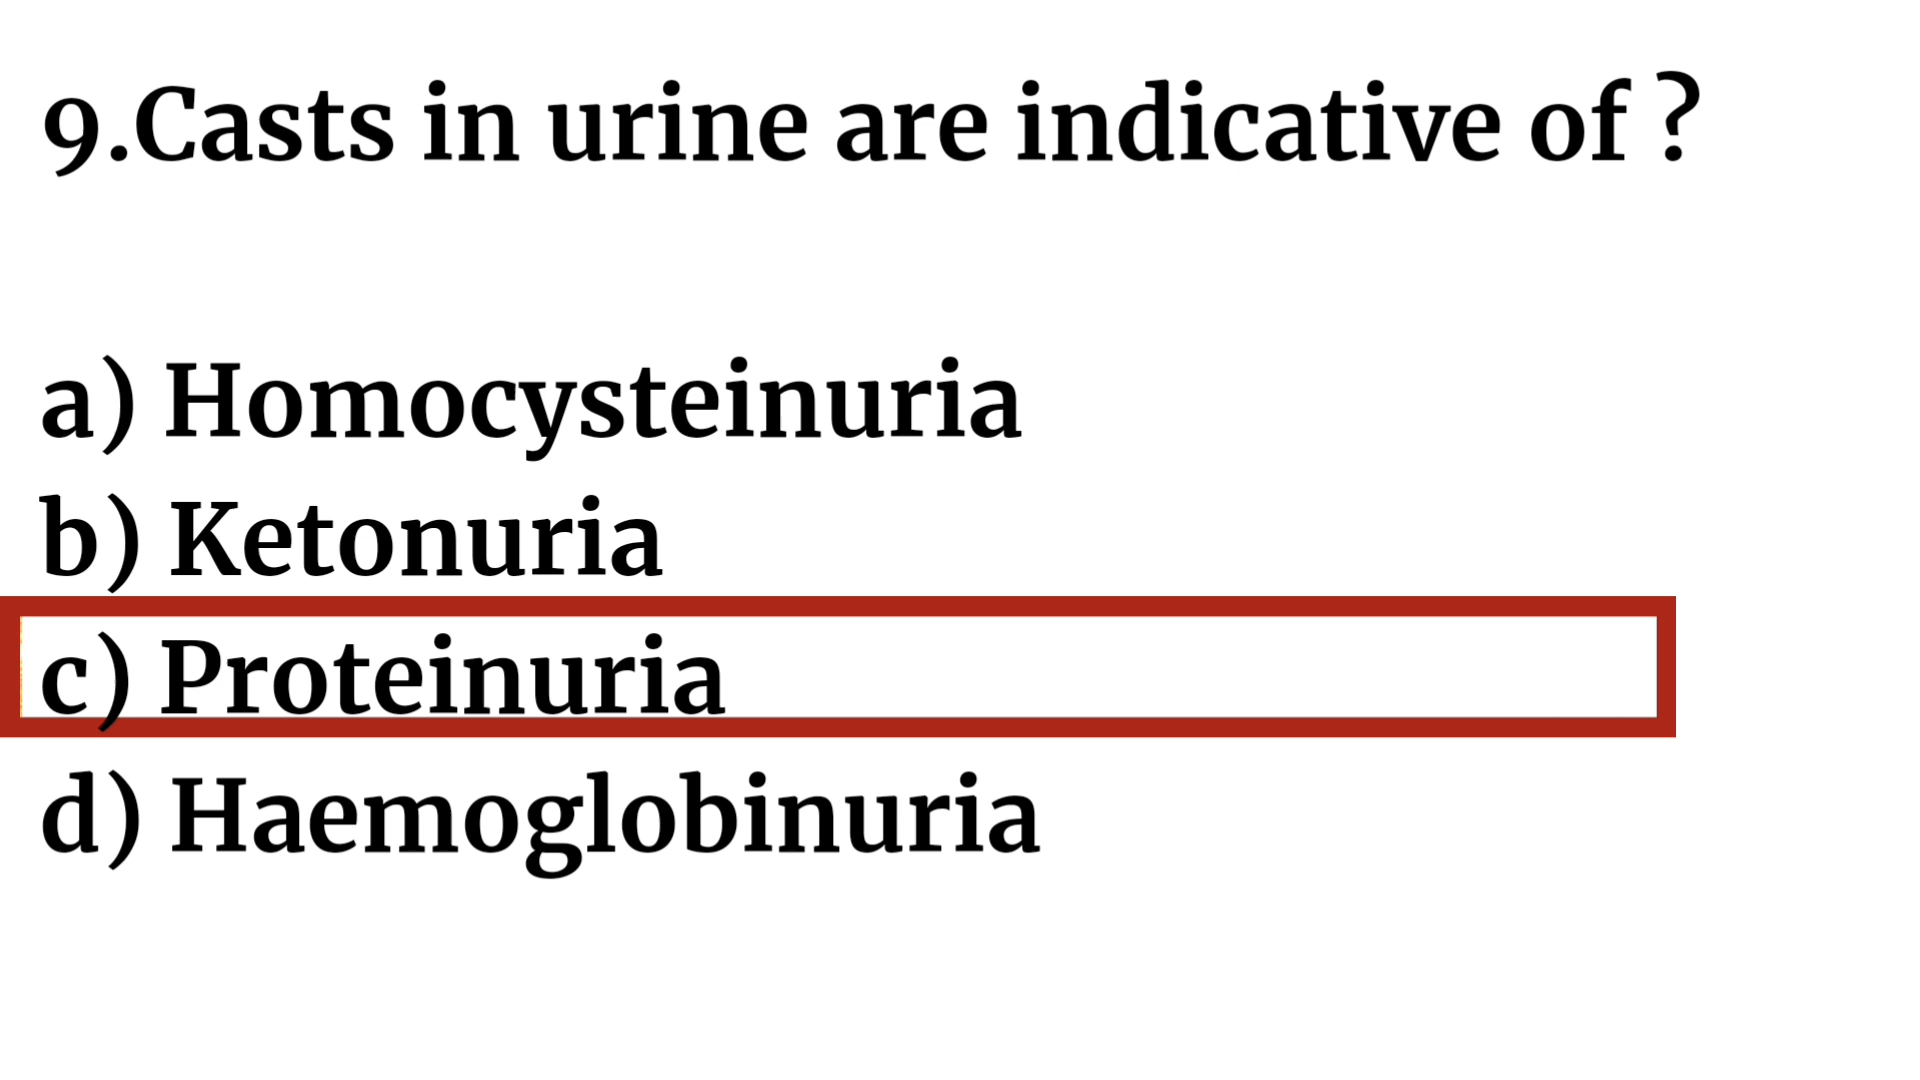 9.Casts in urine are indicative of ?
a) Homocysteinuria
b) Ketonuria
c) Proteinuria
d) Haemoglobinuria